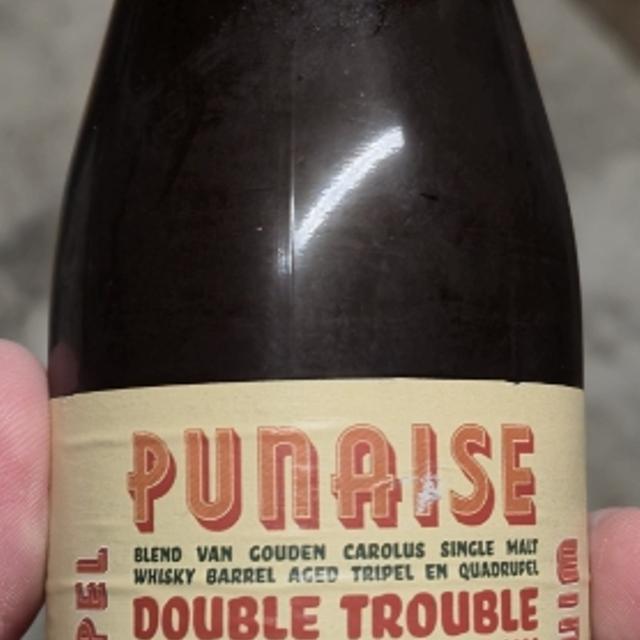 PUNAISE
BLEND VAN GOUDEN CAROLUS SINGLE MALT
WHISKY BARREL AGED TRIPEL EN QUADRUPEL
DOUBLE TROUBLE